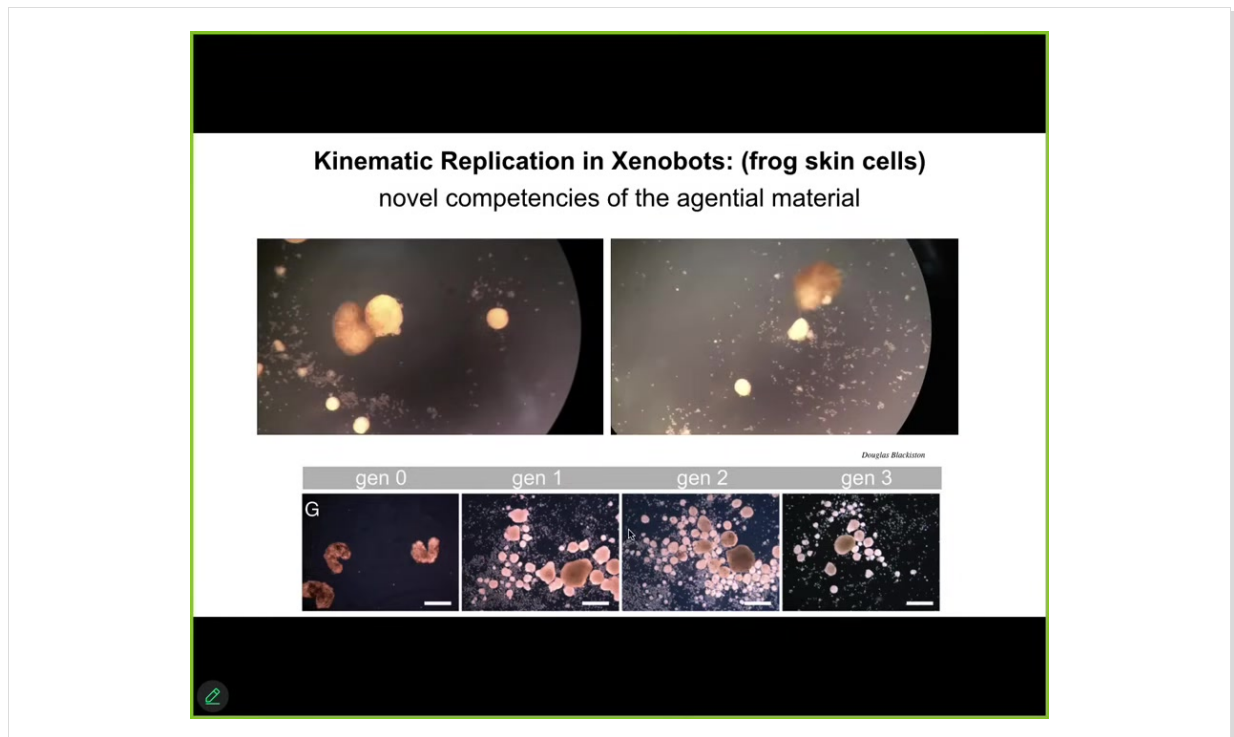 Kinematic Replication in Xenobots: (frog skin cells)
novel competencies of the agential material
Douglas Blackiston
gen 0 gen 1 gen 2 gen 3
G